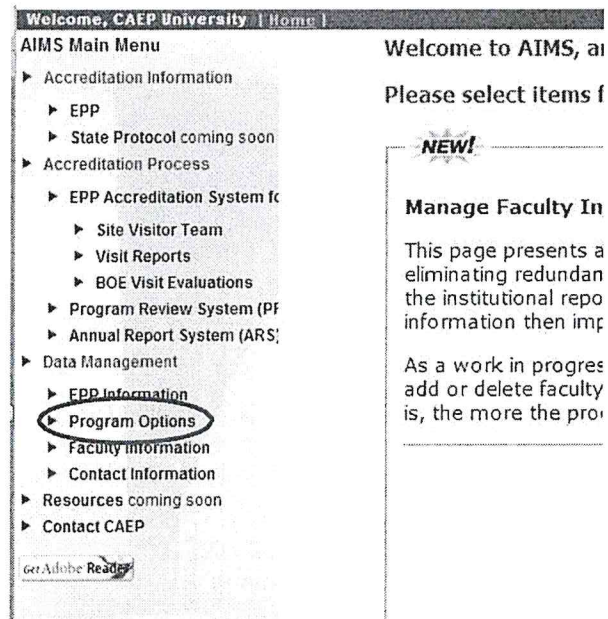 Welcome, CAEP University | Home |
AIMS Main Menu
Accreditation Information
EPP
State Protocol coming soon
Accreditation Process
EPP Accreditation System fo
Site Visitor Team
Visit Reports
BOE Visit Evaluations
Program Review System (PR
Annual Report System (ARS)
Data Management
EPP Information
Program Options
Faculty Information
Contact Information
Resources coming soon
Contact CAEP
Get Adobe Reader
Welcome to AIMS, an
Please select items f
NEW!
Manage Faculty In
This page presents a
eliminating redundan
the institutional repo
information then imp
As a work in progres
add or delete faculty
is, the more the pro